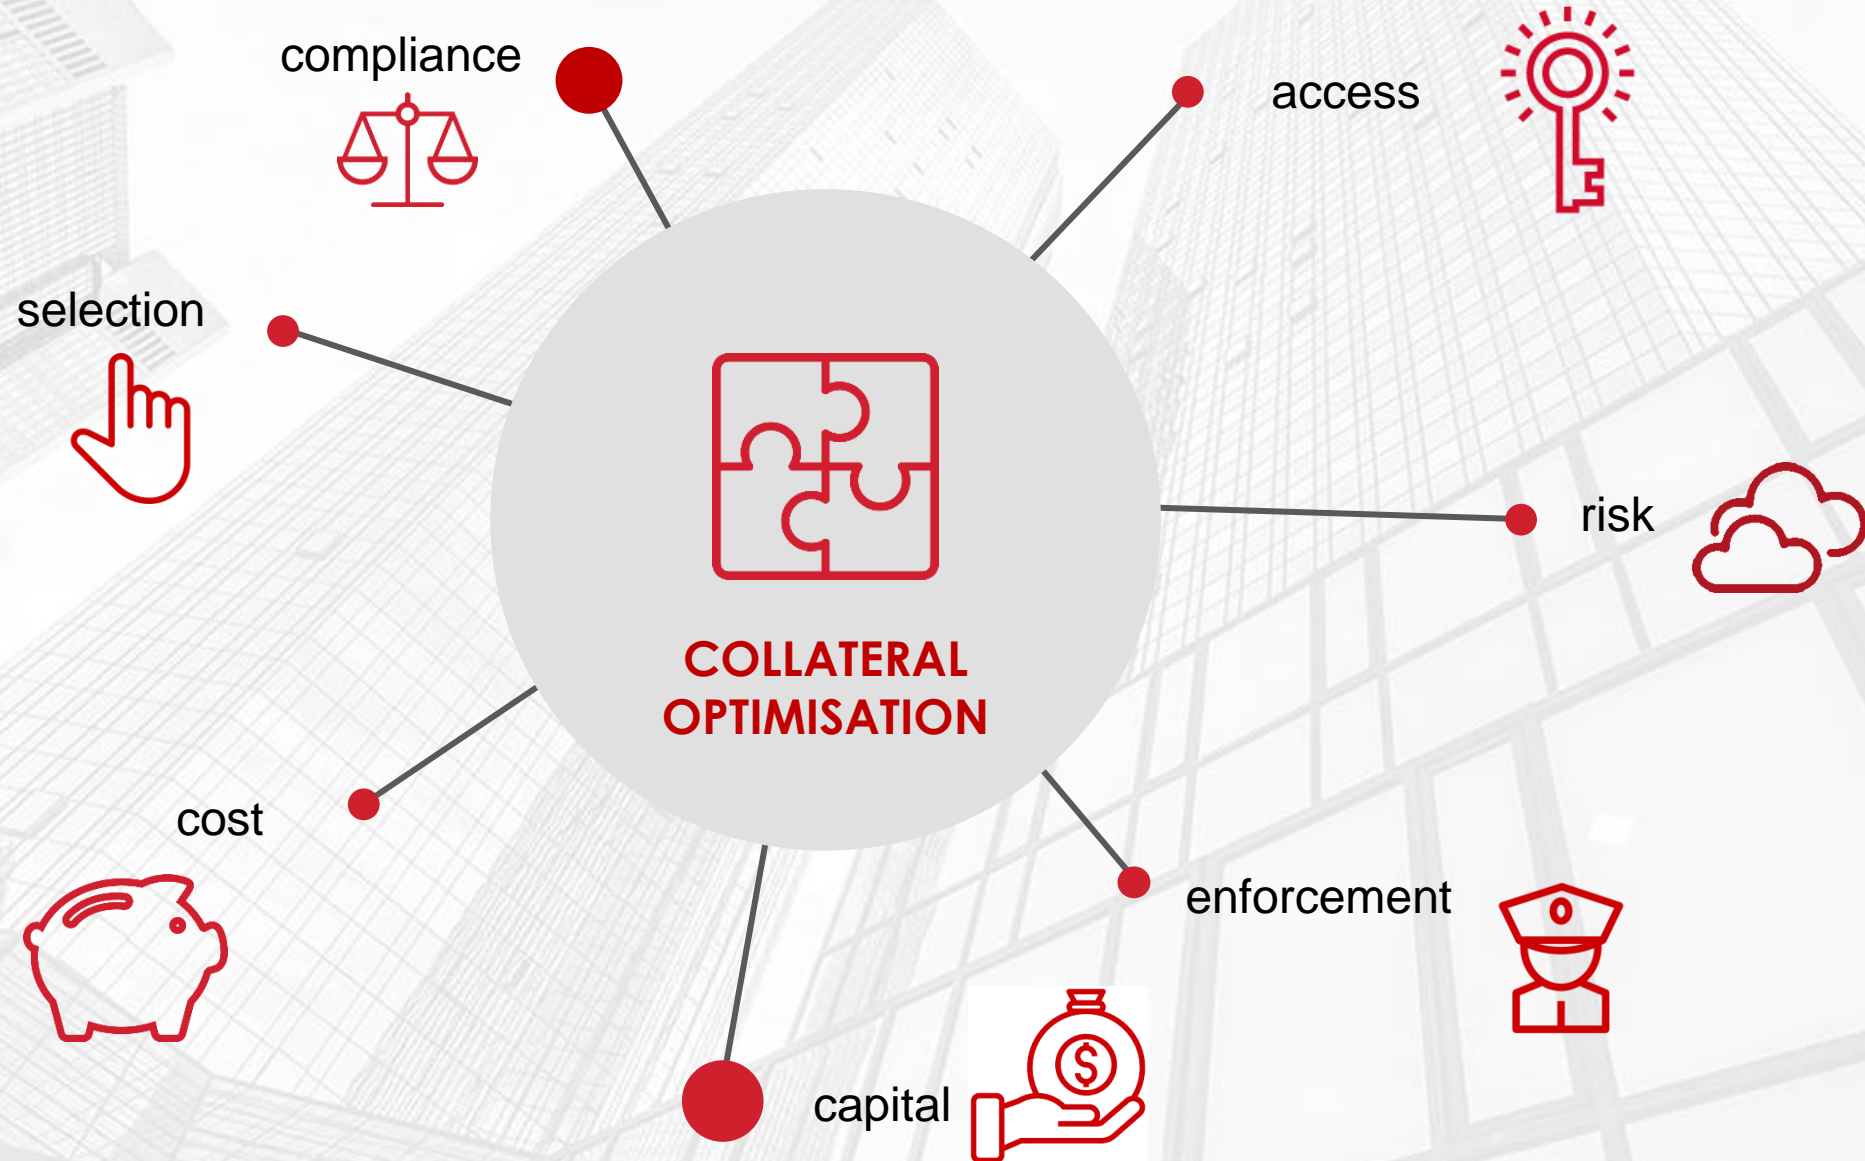 compliance
access
selection
risk
COLLATERAL
OPTIMISATION
cost
enforcement
capital
$